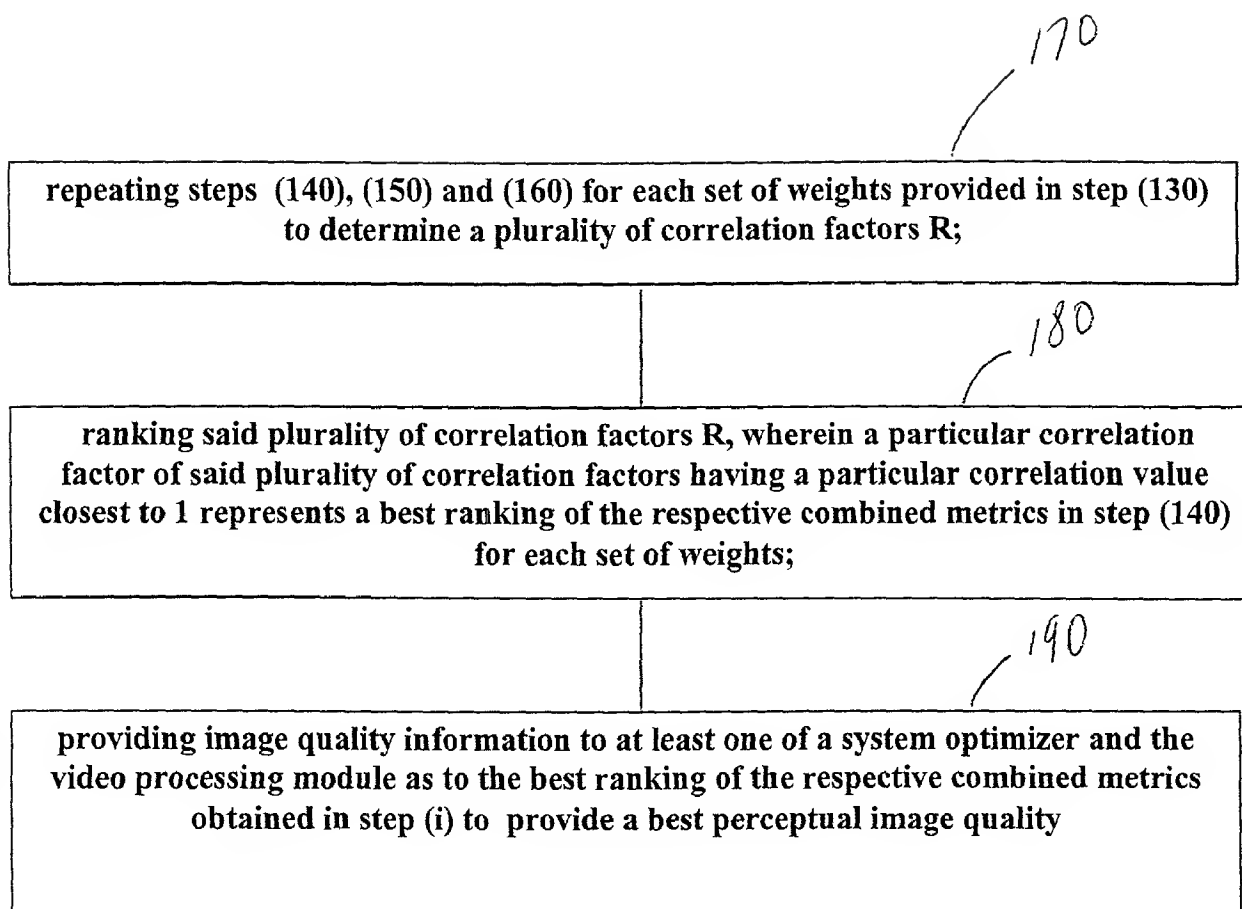 170
repeating steps (140), (150) and (160) for each set of weights provided in step (130)
to determine a plurality of correlation factors R;
180
ranking said plurality of correlation factors R, wherein a particular correlation
factor of said plurality of correlation factors having a particular correlation value
closest to 1 represents a best ranking of the respective combined metrics in step (140)
for each set of weights;
190
providing image quality information to at least one of a system optimizer and the
video processing module as to the best ranking of the respective combined metrics
obtained in step (i) to provide a best perceptual image quality